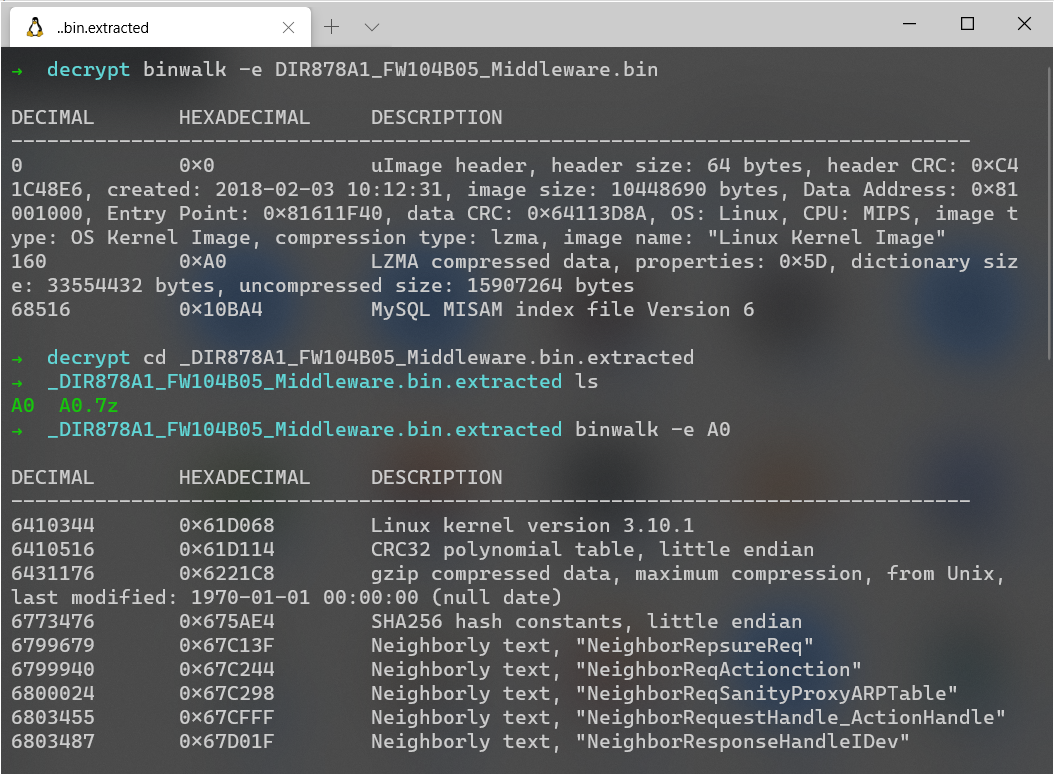 ..bin.extracted
→ decrypt binwalk -e DIR878A1_FW104B05_Middleware.bin
DECIMAL HEXADECIMAL DESCRIPTION
--------------------------------------------------------------------------------
0 0x0 uImage header, header size: 64 bytes, header CRC: 0xC4
1C48E6, created: 2018-02-03 10:12:31, image size: 10448690 bytes, Data Address: 0x81
001000, Entry Point: 0x81611F40, data CRC: 0x64113D8A, OS: Linux, CPU: MIPS, image t
ype: OS Kernel Image, compression type: lzma, image name: "Linux Kernel Image"
160 0xA0 LZMA compressed data, properties: 0x5D, dictionary siz
e: 33554432 bytes, uncompressed size: 15907264 bytes
68516 0x10BA4 MySQL MISAM index file Version 6
→ decrypt cd _DIR878A1_FW104B05_Middleware.bin.extracted
→ _DIR878A1_FW104B05_Middleware.bin.extracted ls
A0 A0.7z
→ _DIR878A1_FW104B05_Middleware.bin.extracted binwalk -e A0
DECIMAL HEXADECIMAL DESCRIPTION
--------------------------------------------------------------------------------
6410344 0x61D068 Linux kernel version 3.10.1
6410516 0x61D114 CRC32 polynomial table, little endian
6431176 0x6221C8 gzip compressed data, maximum compression, from Unix,
last modified: 1970-01-01 00:00:00 (null date)
6773476 0x675AE4 SHA256 hash constants, little endian
6799679 0x67C13F Neighborly text, "NeighborRepsureReq"
6799940 0x67C244 Neighborly text, "NeighborReqActionction"
6800024 0x67C298 Neighborly text, "NeighborReqSanityProxyARPTable"
6803455 0x67CFFF Neighborly text, "NeighborRequestHandle_ActionHandle"
6803487 0x67D01F Neighborly text, "NeighborResponseHandleIDev"